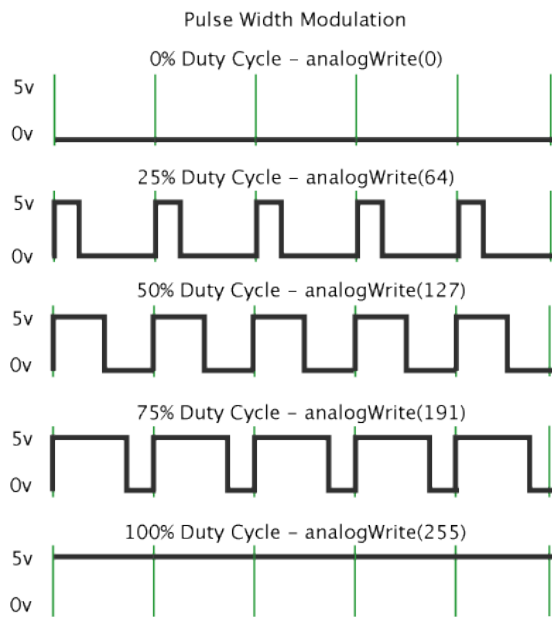 Pulse Width Modulation
0% Duty Cycle – analogWrite(0)
5v
0v
25% Duty Cycle – analogWrite(64)
5v
0v
50% Duty Cycle – analogWrite(127)
5v
0v
75% Duty Cycle – analogWrite(191)
5v
0v
100% Duty Cycle – analogWrite(255)
5v
0v